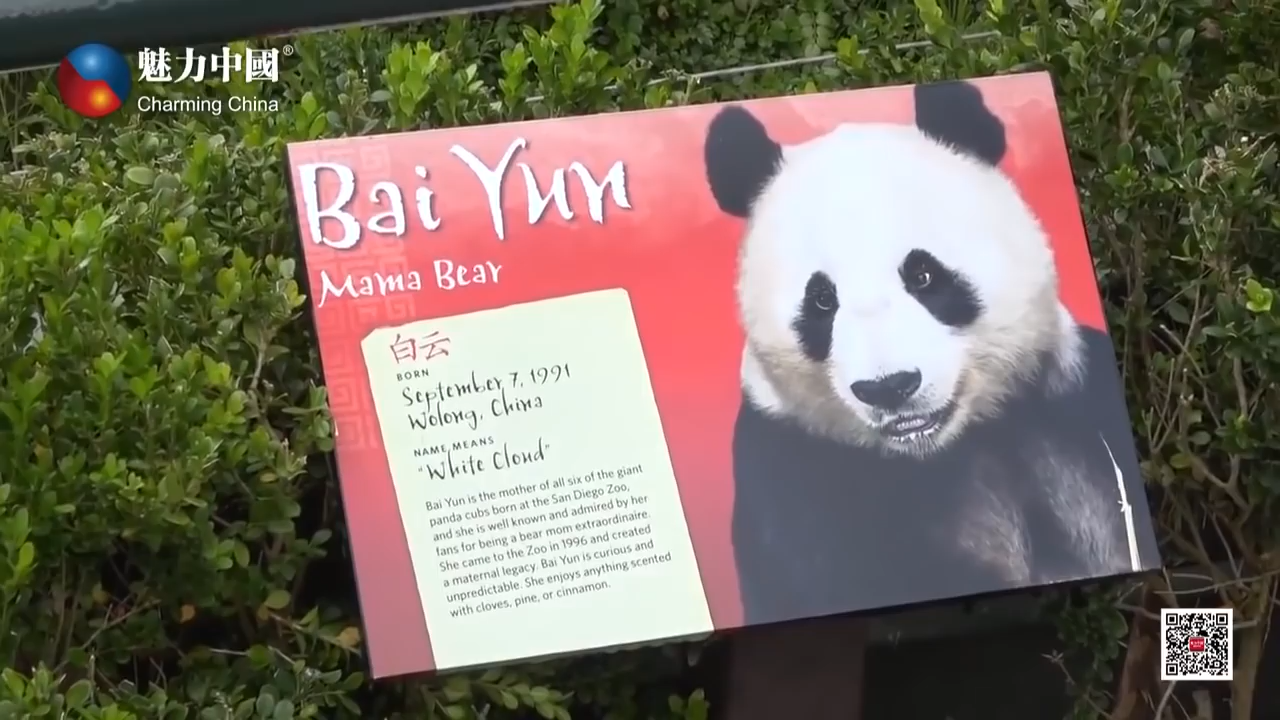 魅力中國®
Charming China
Bai Yun
Mama Bear
白云
BORN
September 7, 1991
Wolong, China
NAME MEANS
"White Cloud"
Bai Yun is the mother of all six of the giant
panda cubs born at the San Diego Zoo,
and she is well known and admired by her
fans for being a bear mom extraordinaire.
She came to the Zoo in 1996 and created
a maternal legacy. Bai Yun is curious and
unpredictable. She enjoys anything scented
with cloves, pine, or cinnamon.